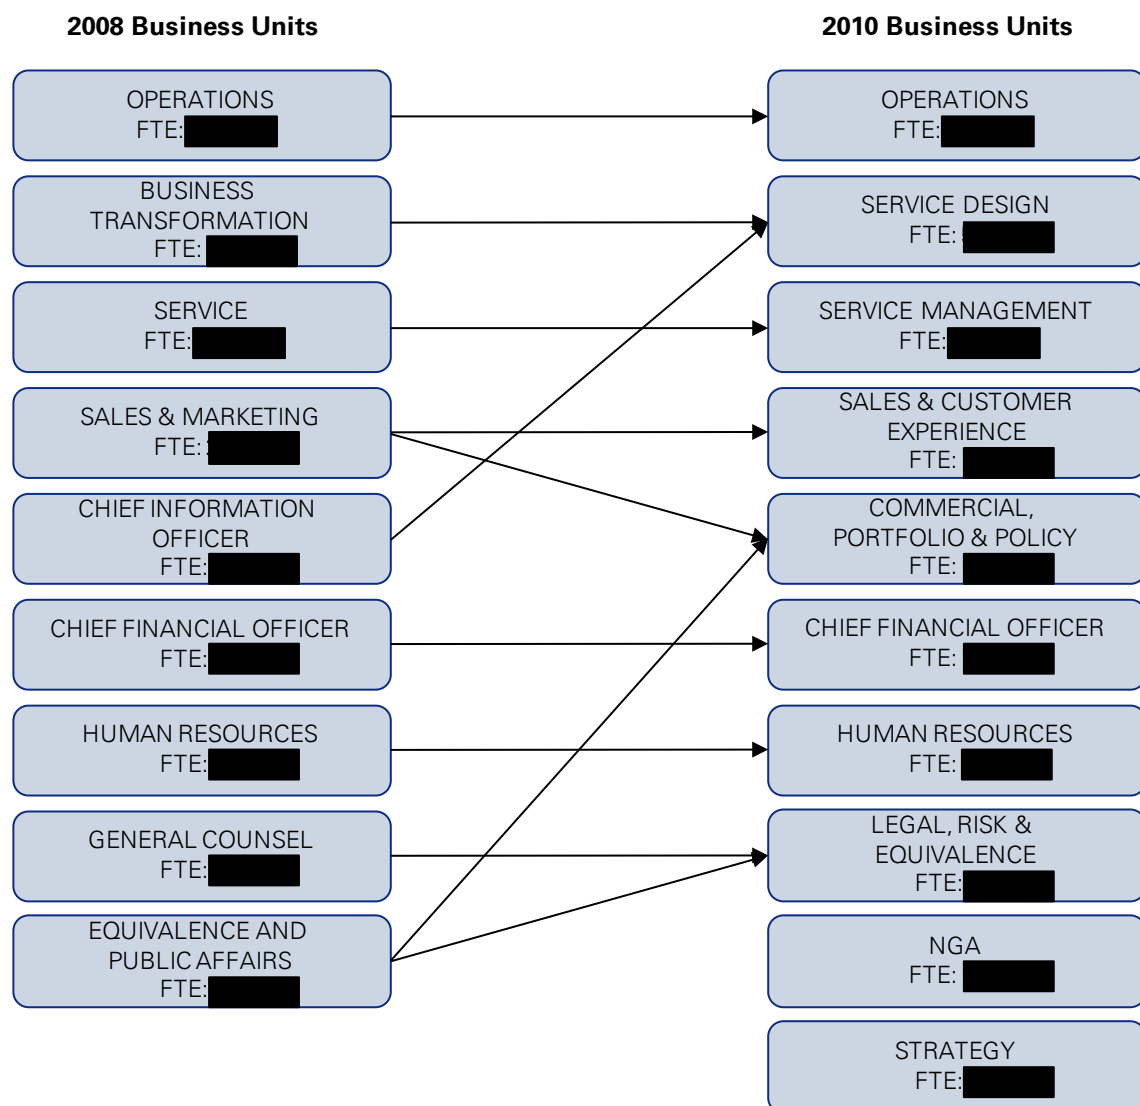 2008 Business Units
2010 Business Units
OPERATIONS
FTE:
BUSINESS
TRANSFORMATION
FTE:
SERVICE
FTE:
SALES & MARKETING
FTE:
CHIEF INFORMATION
OFFICER
FTE:
CHIEF FINANCIAL OFFICER
FTE:
HUMAN RESOURCES
FTE:
GENERAL COUNSEL
FTE:
EQUIVALENCE AND
PUBLIC AFFAIRS
FTE:
OPERATIONS
FTE:
SERVICE DESIGN
FTE:
SERVICE MANAGEMENT
FTE:
SALES & CUSTOMER
EXPERIENCE
FTE:
COMMERCIAL,
PORTFOLIO & POLICY
FTE:
CHIEF FINANCIAL OFFICER
FTE:
HUMAN RESOURCES
FTE:
LEGAL, RISK &
EQUIVALENCE
FTE:
NGA
FTE:
STRATEGY
FTE: